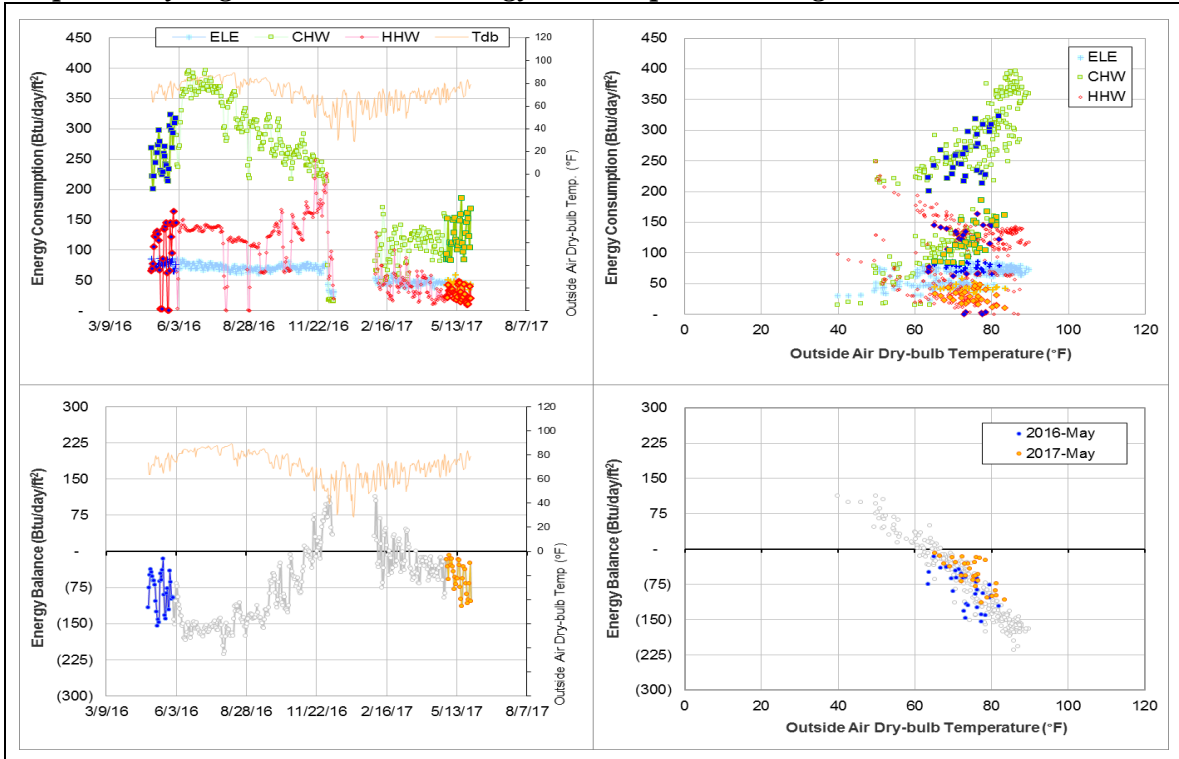 450
400
350
300
250
200
150
100
50
-
Energy Consumption (Btu/day/ft²)
ELE CHW HHW Tdb
120
100
80
60
40
20
0
Outside Air Dry-bulb Temp. (°F)
3/9/16 6/3/16 8/28/16 11/22/16 2/16/17 5/13/17 8/7/17
450
400
350
300
250
200
150
100
50
-
Energy Consumption (Btu/day/ft²)
ELE
CHW
HHW
0 20 40 60 80 100 120
Outside Air Dry-bulb Temperature (°F)
300
225
150
75
-
(75)
(150)
(225)
(300)
Energy Balance (Btu/day/ft²)
120
100
80
60
40
20
0
Outside Air Dry-bulb Temp (°F)
3/9/16 6/3/16 8/28/16 11/22/16 2/16/17 5/13/17 8/7/17
300
225
150
75
-
(75)
(150)
(225)
(300)
Energy Balance (Btu/day/ft²)
2016-May
2017-May
0 20 40 60 80 100 120
Outside Air Dry-bulb Temperature (°F)